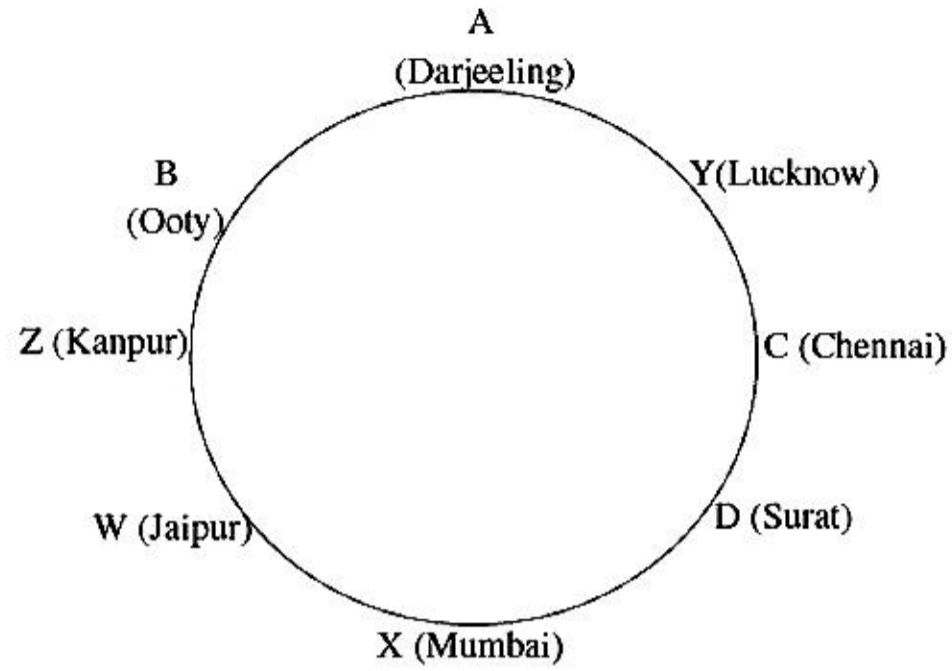 A
(Darjeeling)
B
(Ooty)
Y(Lucknow)
Z (Kanpur)
C (Chennai)
W (Jaipur)
D (Surat)
X (Mumbai)